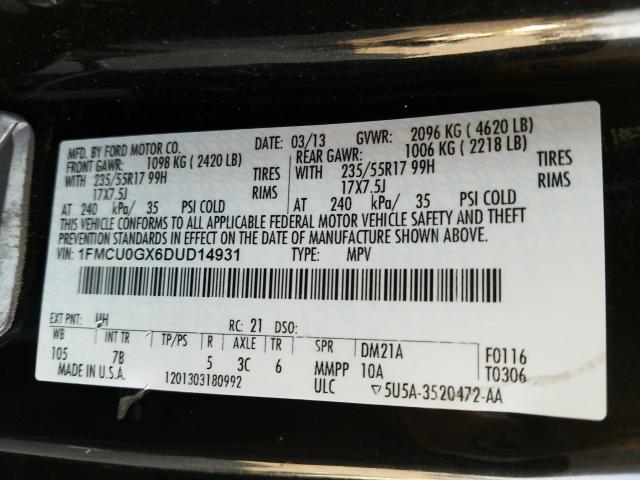 MFD. BY FORD MOTOR CO. DATE: 03/13 GVWR: 2096 KG ( 4620 LB)
FRONT GAWR: 1098 KG ( 2420 LB) REAR GAWR: 1006 KG ( 2218 LB)
WITH 235/55R17 99H TIRES WITH 235/55R17 99H TIRES
17X7.5J RIMS 17X7.5J RIMS
AT 240 kPa/ 35 PSI COLD AT 240 kPa/ 35 PSI COLD
THIS VEHICLE CONFORMS TO ALL APPLICABLE FEDERAL MOTOR VEHICLE SAFETY AND THEFT
PREVENTION STANDARDS IN EFFECT ON THE DATE OF MANUFACTURE SHOWN ABOVE.
VIN: 1FMCU0GX6DUD14931 TYPE: MPV
EXT PNT: UH RC: 21 DSO:
WB INT TR TP/PS R AXLE TR SPR DM21A F0116
105 7B 5 3C 6 MMPP 10A T0306
MADE IN U.S.A. 1201303180992 ULC ▽5U5A-3520472-AA